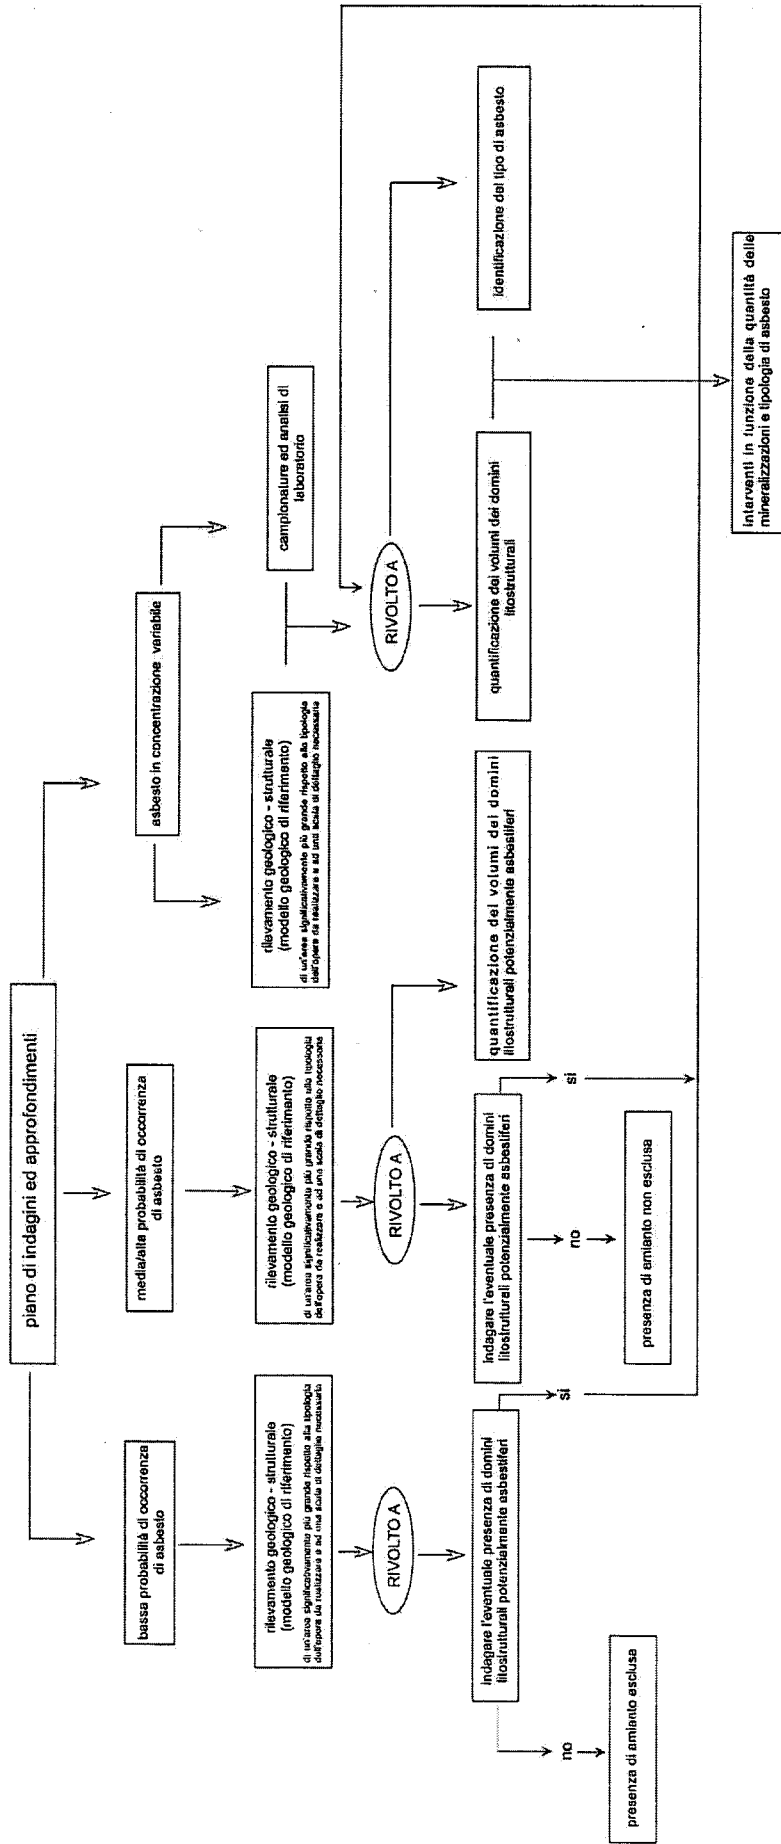 piano di indagini ed approfondimenti
bassa probabilità di occorrenza
di asbesto
media/alta probabilità di occorrenza
di asbesto
asbesto in concentrazione variabile
rilevamento geologico - strutturale
(modello geologico di riferimento)
di un'area significativamente più grande rispetto alla tipologia
dell'opera da realizzare e ad una scala di dettaglio necessaria
rilevamento geologico - strutturale
(modello geologico di riferimento)
di un'area significativamente più grande rispetto alla tipologia
dell'opera da realizzare e ad una scala di dettaglio necessaria
rilevamento geologico - strutturale
(modello geologico di riferimento)
di un'area significativamente più grande rispetto alla tipologia
dell'opera da realizzare e ad una scala di dettaglio necessaria
campionature ed analisi di
laboratorio
RIVOLTO A
RIVOLTO A
RIVOLTO A
Indagare l'eventuale presenza di domini
litostrutturali potenzialmente asbestiferi
Indagare l'eventuale presenza di domini
litostrutturali potenzialmente asbestiferi
quantificazione dei volumi dei domini
litostrutturali potenzialmente asbestiferi
quantificazione dei volumi dei domini
litostrutturali
identificazione del tipo di asbesto
no
si
no
si
presenza di amianto esclusa
presenza di amianto non esclusa
interventi in funzione della quantità delle
mineralizzazioni e tipologia di asbesto